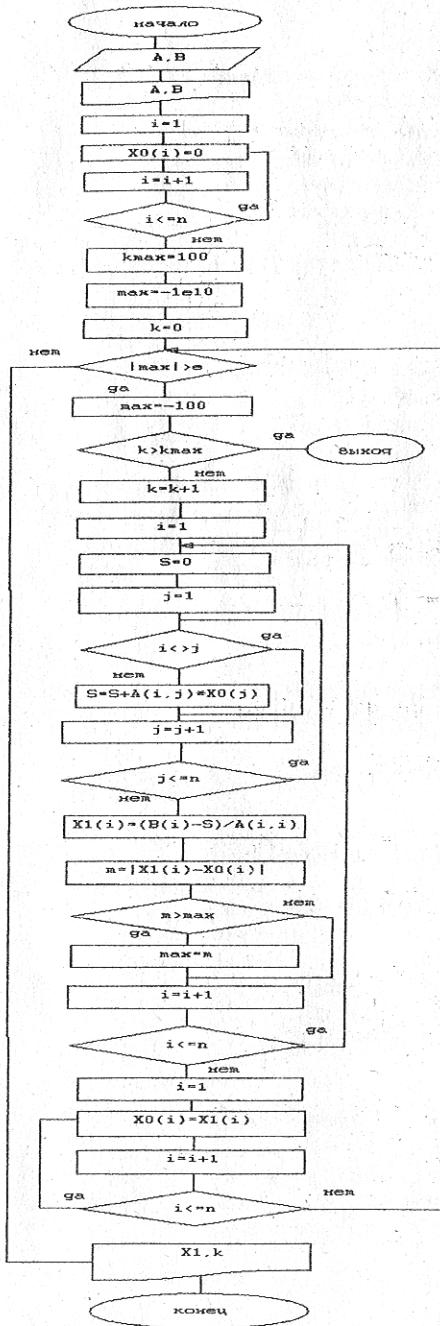 начало
A,B
A,B
i=1
X0(i)=0
i=i+1
да
i<=n
нет
kmax=100
max=-1e10
k=0
нет
|max|>e
да
max=-100
да
k>kmax
выход
нет
k=k+1
i=1
S=0
j=1
да
i<>j
нет
S=S+A(i,j)*X0(j)
j=j+1
да
j<=n
нет
X1(i)=(B(i)-S)/A(i,i)
m=|X1(i)-X0(i)|
нет
m>max
да
max=m
i=i+1
да
i<=n
нет
i=1
X0(i)=X1(i)
i=i+1
да
нет
i<=n
X1,k
конец